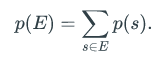 p(E) = ∑_{s∈E} p(s).